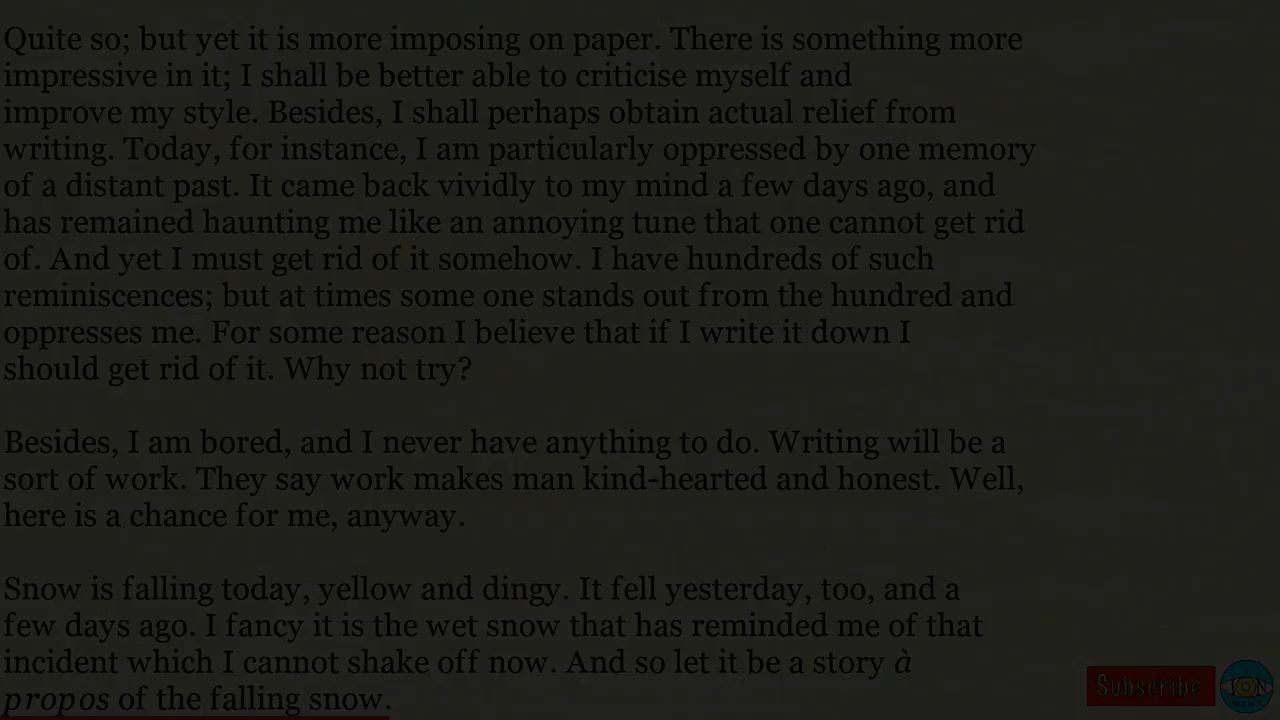 Quite so; but yet it is more imposing on paper. There is something more
impressive in it; I shall be better able to criticise myself and
improve my style. Besides, I shall perhaps obtain actual relief from
writing. Today, for instance, I am particularly oppressed by one memory
of a distant past. It came back vividly to my mind a few days ago, and
has remained haunting me like an annoying tune that one cannot get rid
of. And yet I must get rid of it somehow. I have hundreds of such
reminiscences; but at times some one stands out from the hundred and
oppresses me. For some reason I believe that if I write it down I
should get rid of it. Why not try?
Besides, I am bored, and I never have anything to do. Writing will be a
sort of work. They say work makes man kind-hearted and honest. Well,
here is a chance for me, anyway.
Snow is falling today, yellow and dingy. It fell yesterday, too, and a
few days ago. I fancy it is the wet snow that has reminded me of that
incident which I cannot shake off now. And so let it be a story à
propos of the falling snow.
Subscribe